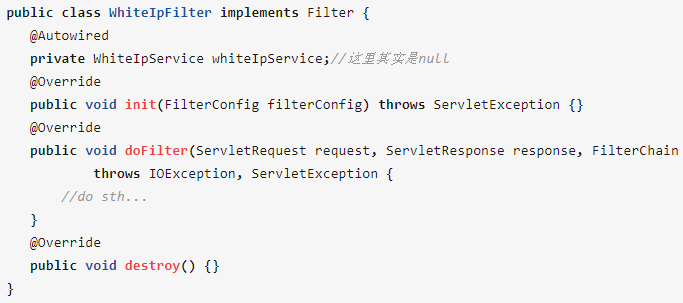 public class WhiteIpFilter implements Filter {
@Autowired
private WhiteIpService whiteIpService;//这里其实是null
@Override
public void init(FilterConfig filterConfig) throws ServletException {}
@Override
public void doFilter(ServletRequest request, ServletResponse response, FilterChain
throws IOException, ServletException {
//do sth...
}
@Override
public void destroy() {}
}